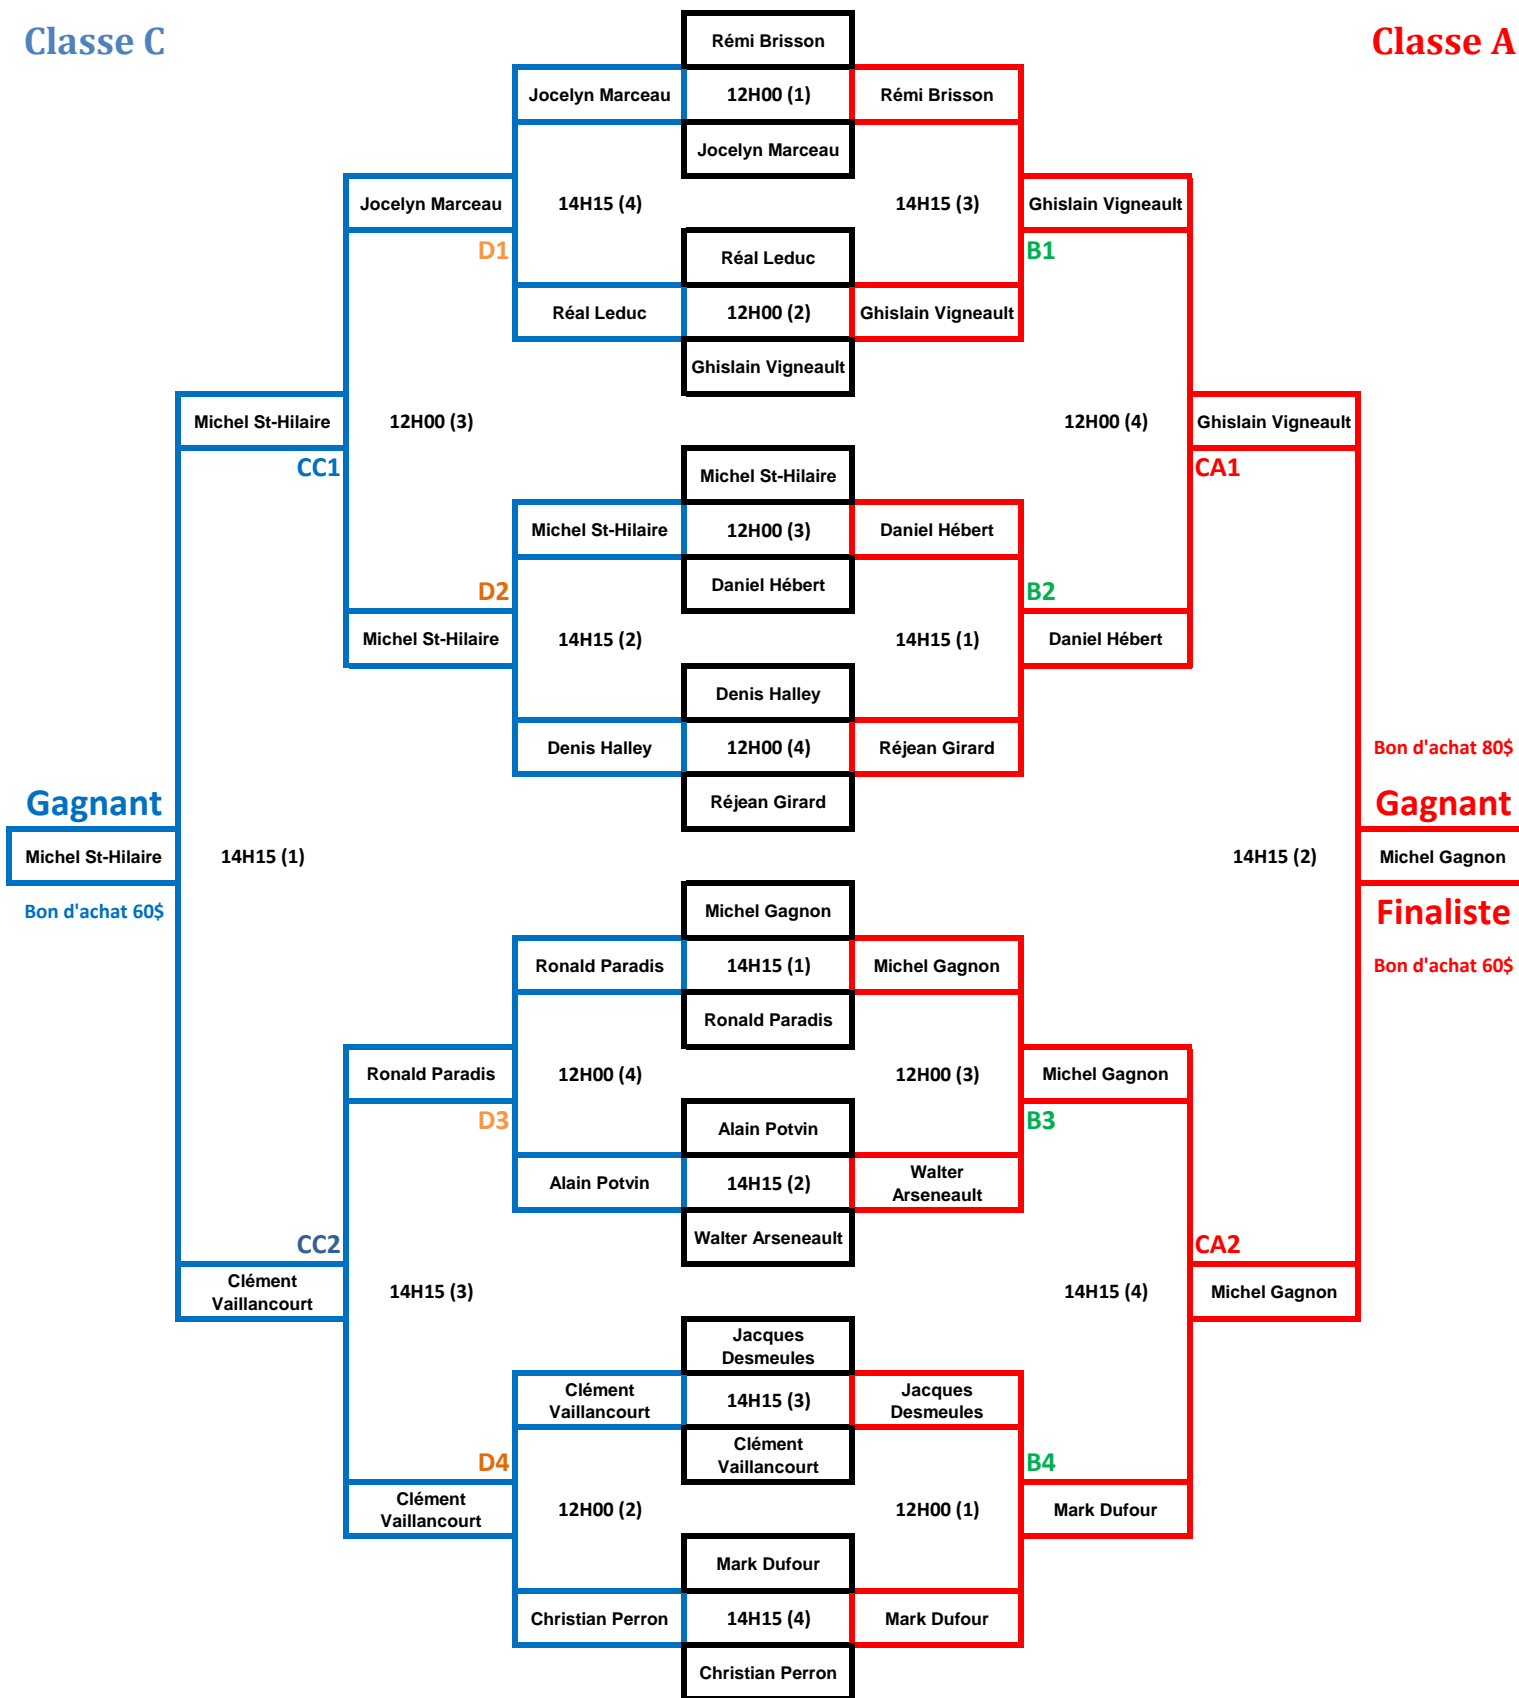 Classe C
Rémi Brisson
Classe A
Jocelyn Marceau
12H00 (1)
Rémi Brisson
Jocelyn Marceau
Jocelyn Marceau
14H15 (4)
14H15 (3)
Ghislain Vigneault
D1
Réal Leduc
B1
Réal Leduc
12H00 (2)
Ghislain Vigneault
Ghislain Vigneault
Michel St-Hilaire
12H00 (3)
12H00 (4)
Ghislain Vigneault
CC1
Michel St-Hilaire
CA1
Michel St-Hilaire
12H00 (3)
Daniel Hébert
D2
Daniel Hébert
B2
Michel St-Hilaire
14H15 (2)
14H15 (1)
Daniel Hébert
Denis Halley
Denis Halley
12H00 (4)
Réjean Girard
Bon d'achat 80$
Gagnant
Réjean Girard
Gagnant
Michel St-Hilaire
14H15 (1)
14H15 (2)
Michel Gagnon
Bon d'achat 60$
Michel Gagnon
Finaliste
Ronald Paradis
14H15 (1)
Michel Gagnon
Bon d'achat 60$
Ronald Paradis
Ronald Paradis
12H00 (4)
12H00 (3)
Michel Gagnon
D3
Alain Potvin
B3
Alain Potvin
14H15 (2)
Walter
Arseneault
CC2
Walter Arseneault
CA2
Clément
Vaillancourt
14H15 (3)
14H15 (4)
Michel Gagnon
Jacques
Desmeules
Clément
Vaillancourt
14H15 (3)
Jacques
Desmeules
D4
Clément
Vaillancourt
B4
Clément
Vaillancourt
12H00 (2)
12H00 (1)
Mark Dufour
Mark Dufour
Christian Perron
14H15 (4)
Mark Dufour
Christian Perron